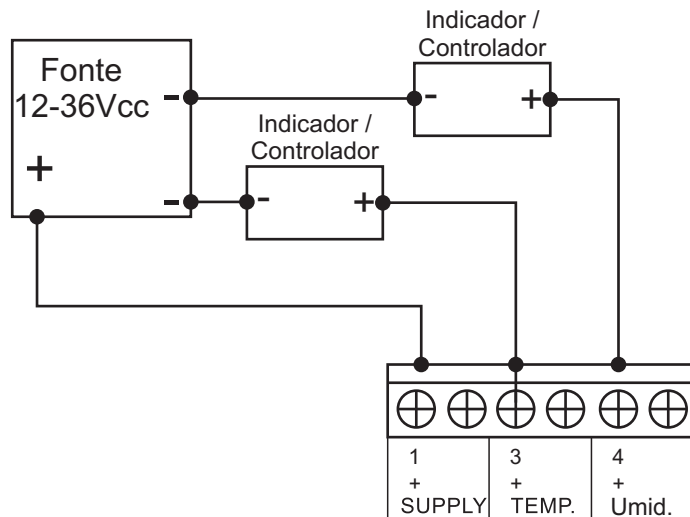 Indicador /
Controlador
Fonte
12-36Vcc
-
-
+
Indicador /
Controlador
+
-
-
+
1 3 4
+ + +
SUPPLY TEMP. Umid.